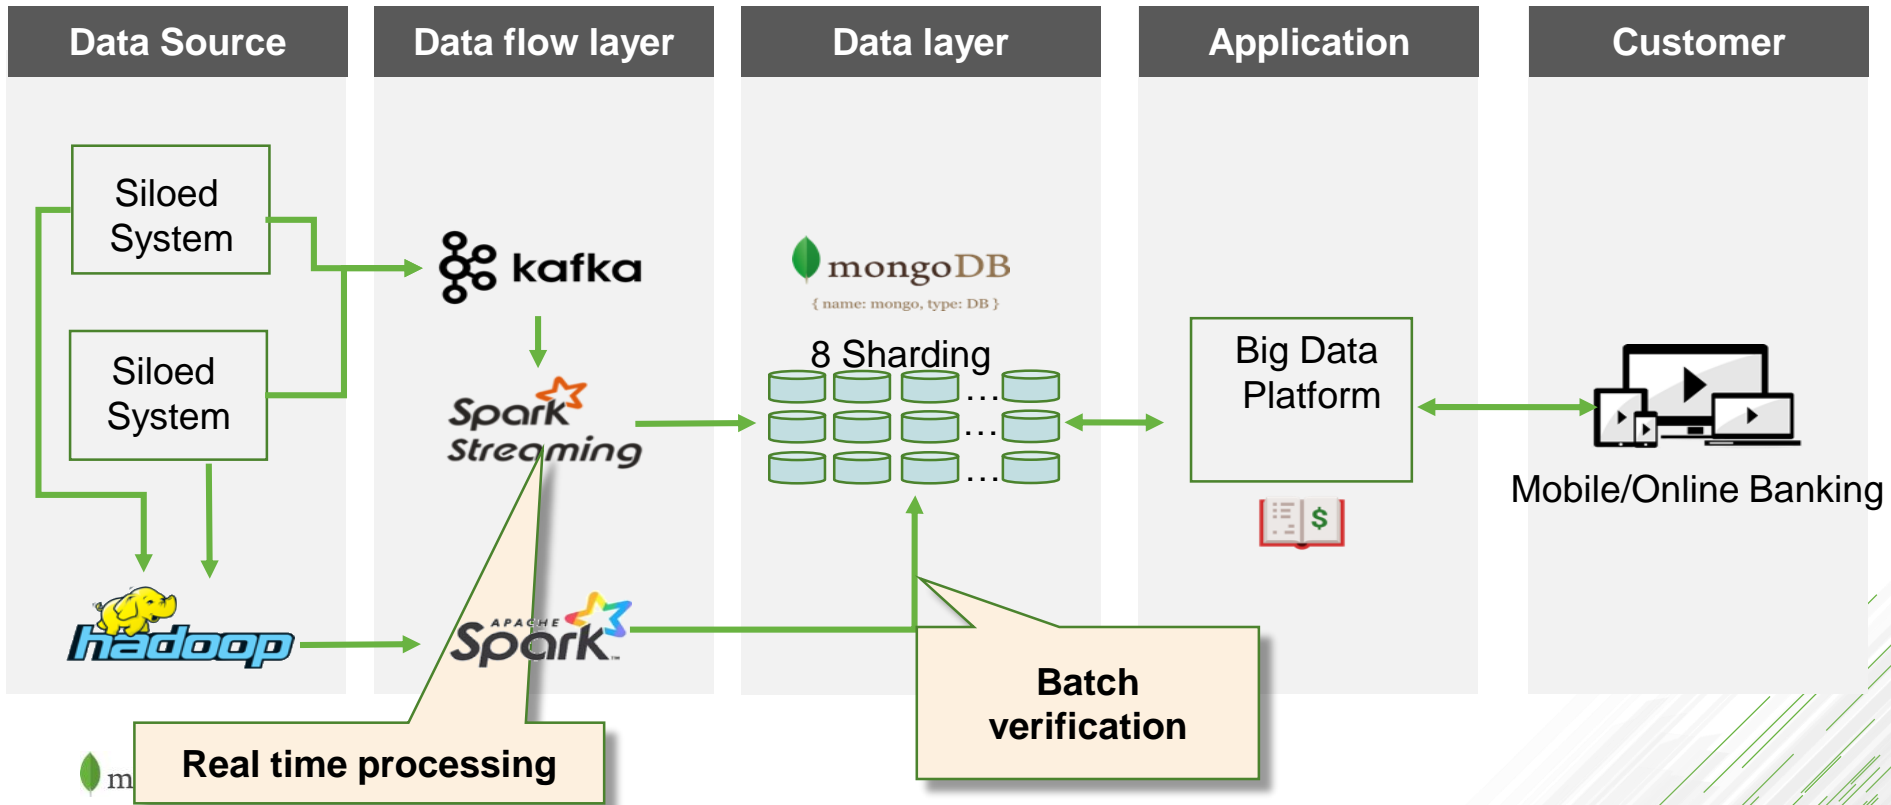 Data Source
Data flow layer
Data layer
Application
Customer
Siloed
System
Siloed
System
hadoop
kafka
Spark
Streaming
APACHE
Spark™
Real time processing
mongoDB
{ name: mongo, type: DB }
8 Sharding
...
...
...
Batch
verification
Big Data
Platform
$
Mobile/Online Banking
m